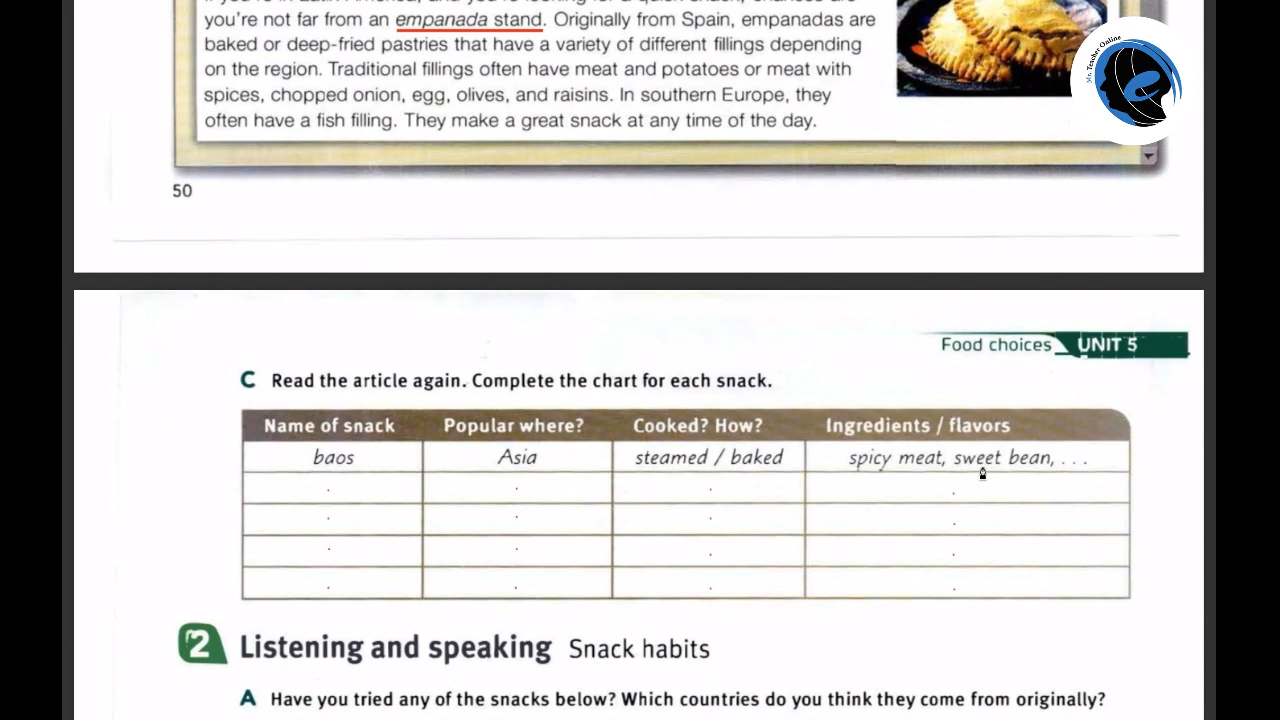 you're not far from an empanada stand. Originally from Spain, empanadas are
baked or deep-fried pastries that have a variety of different fillings depending
on the region. Traditional fillings often have meat and potatoes or meat with
spices, chopped onion, egg, olives, and raisins. In southern Europe, they
often have a fish filling. They make a great snack at any time of the day.
Mr. Teacher Online
50
Food choices UNIT 5
C Read the article again. Complete the chart for each snack.
Name of snack Popular where? Cooked? How? Ingredients / flavors
baos Asia steamed / baked spicy meat, sweet bean, . . .
2 Listening and speaking Snack habits
A Have you tried any of the snacks below? Which countries do you think they come from originally?